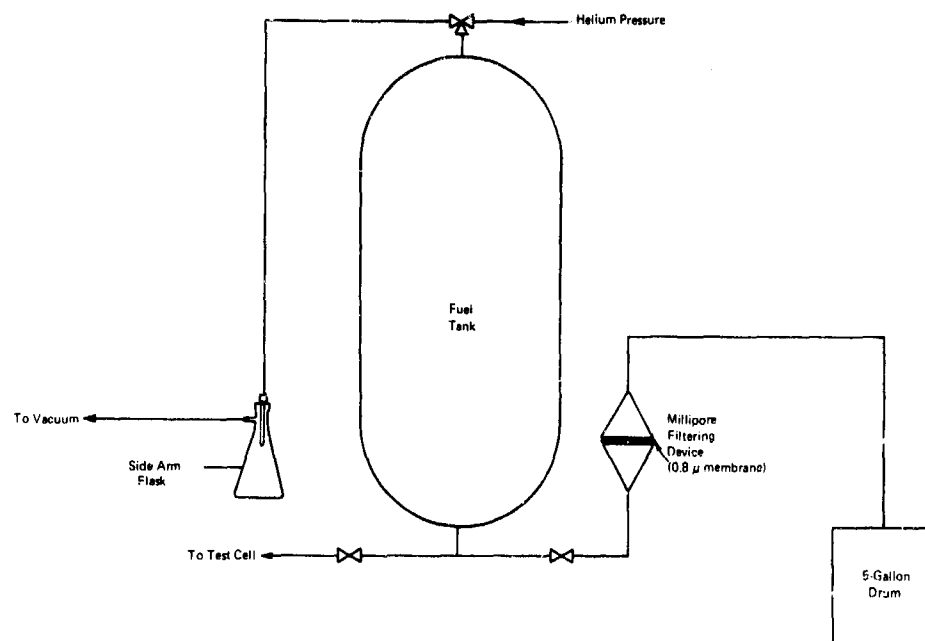 Helium Pressure
Fuel
Tank
To Vacuum
Side Arm
Flask
Millipore
Filtering
Device
(0.8 μ membrane)
To Test Cell
5-Gallon
Drum